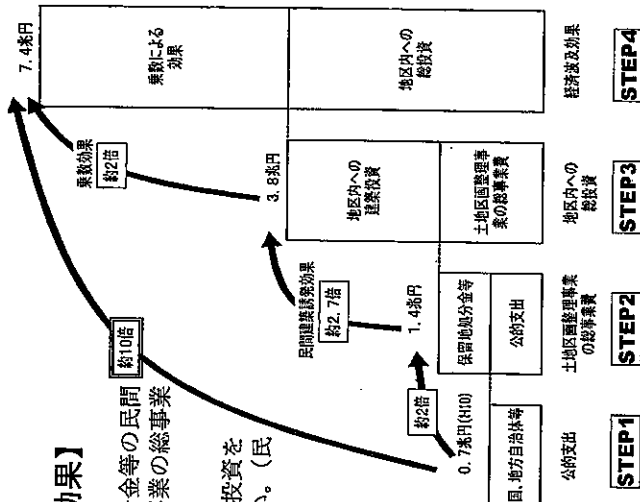 効果】
金等の民間
事業の総事業
投資を
い。（民
7.4兆円
乗数による
効果
地区内への
総投資
経済波及効果
STEP4
乗数効果
約2倍
3.8兆円
地区内への
建築投資
土地区画整理事
業の総事業費
地区内への
総投資
STEP3
約10倍
民間建築誘発効果
約2.7倍
1.4兆円
保留地処分金等
公的支出
土地区画整理事業
の総事業費
STEP2
約2倍
0.7兆円(H10)
国、地方自治体等
公的支出
STEP1